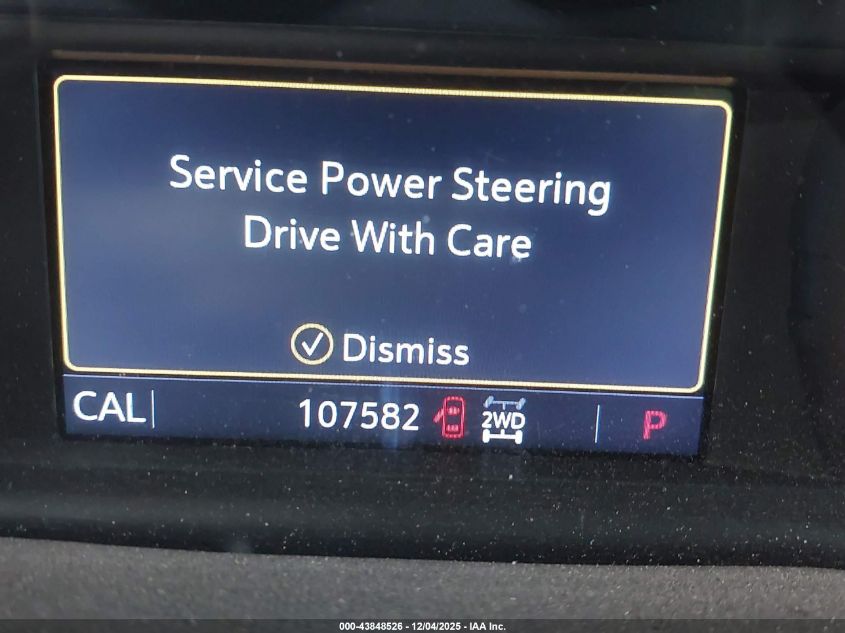 Service Power Steering
Drive With Care
Dismiss
CAL 107582 2WD P
000-43848526 - 12/04/2025 - IAA Inc.